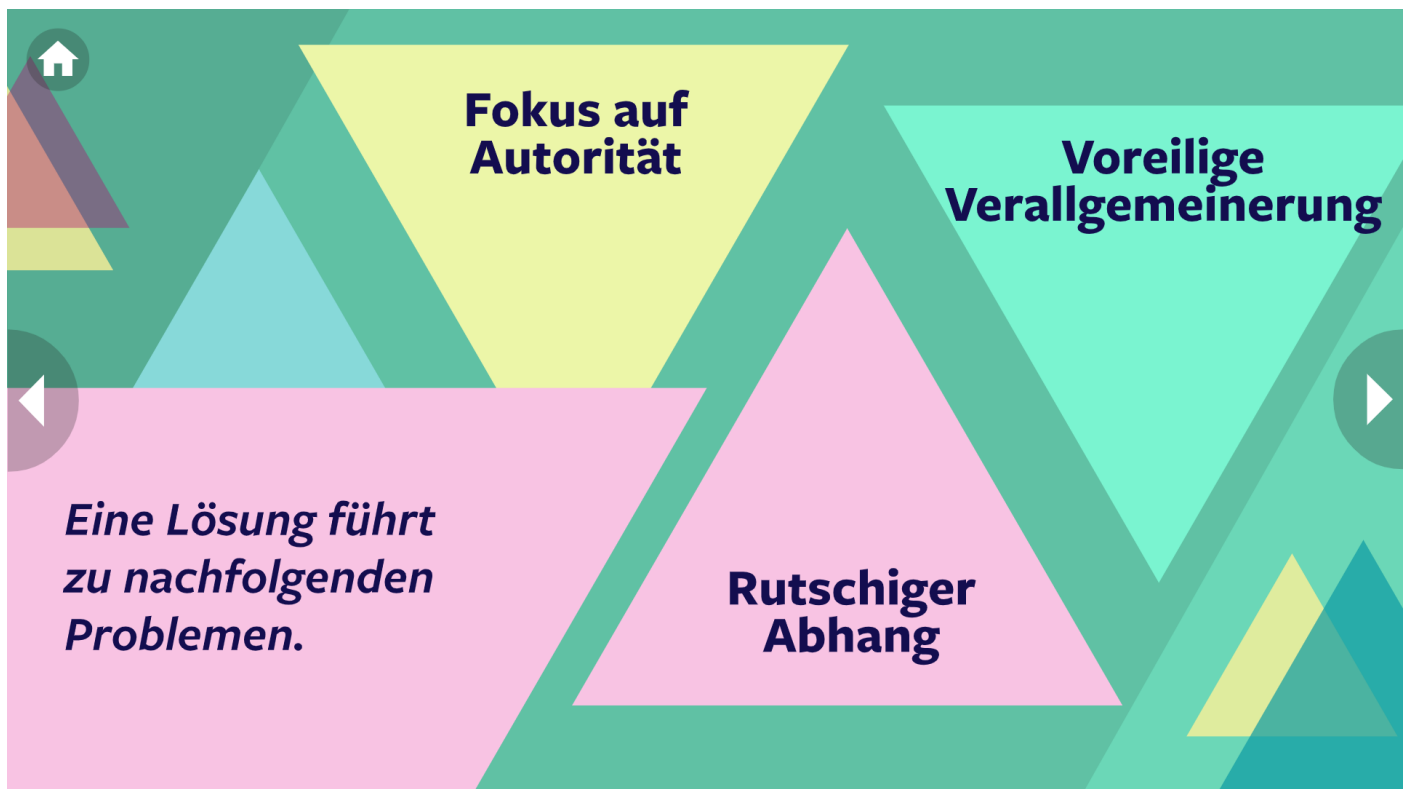 Fokus auf
Autorität
Voreilige
Verallgemeinerung
Eine Lösung führt
zu nachfolgenden
Problemen.
Rutschiger
Abhang